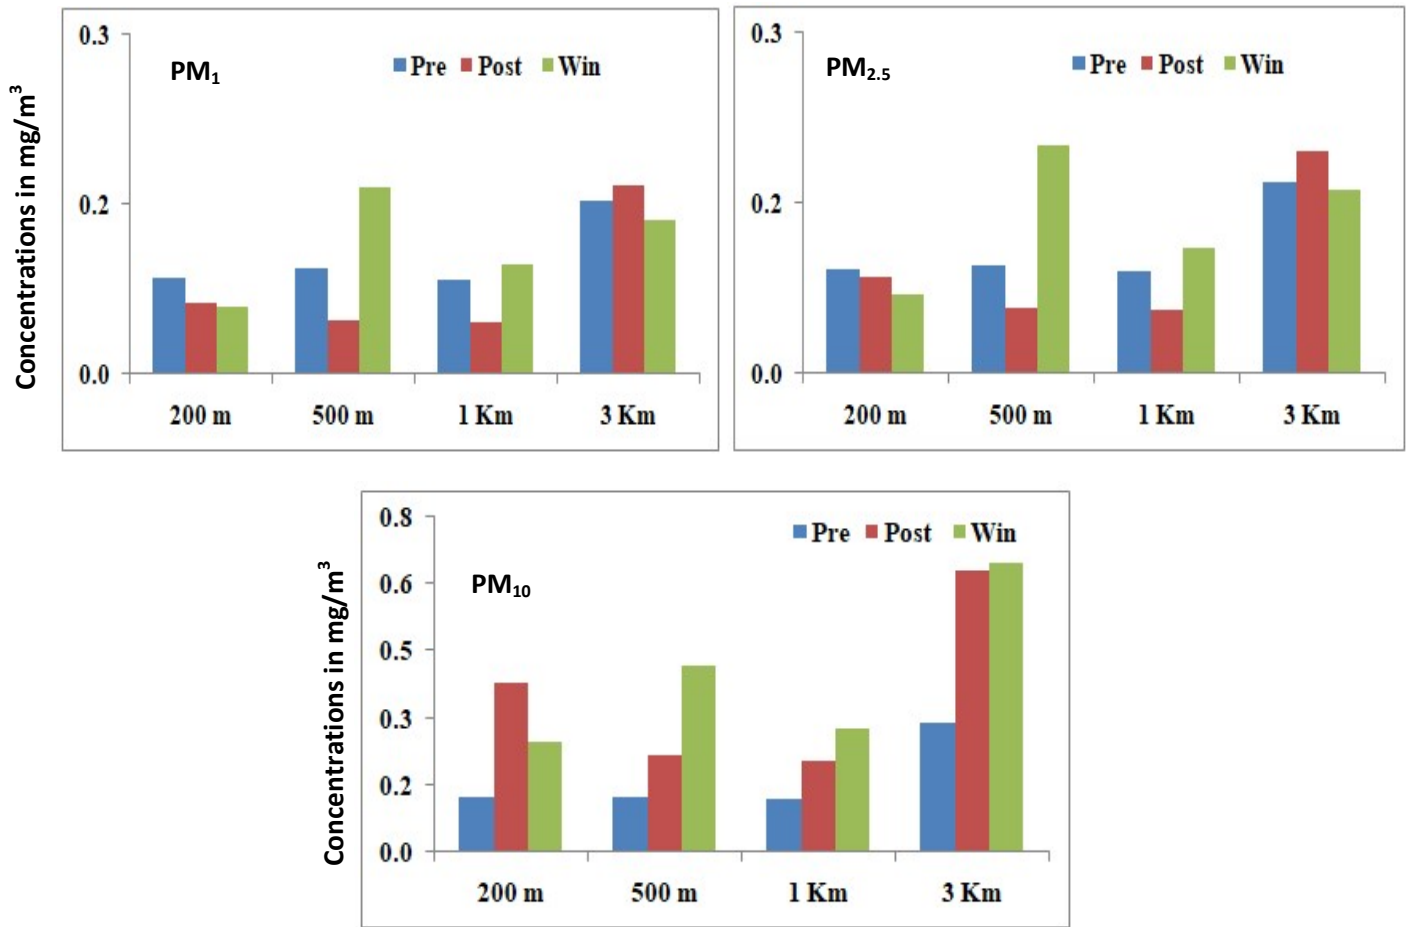 Concentrations in mg/m³
0.3
0.2
0.0
PM₁
Pre Post Win
200 m 500 m 1 Km 3 Km
0.3
0.2
0.0
PM₂.₅
Pre Post Win
200 m 500 m 1 Km 3 Km
Concentrations in mg/m³
0.8
0.6
0.5
0.3
0.2
0.0
PM₁₀
Pre Post Win
200 m 500 m 1 Km 3 Km